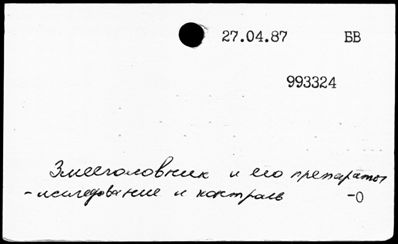 27.04.87 БВ
993324
Змееголовник и его препараты
- исследование и контроль -0